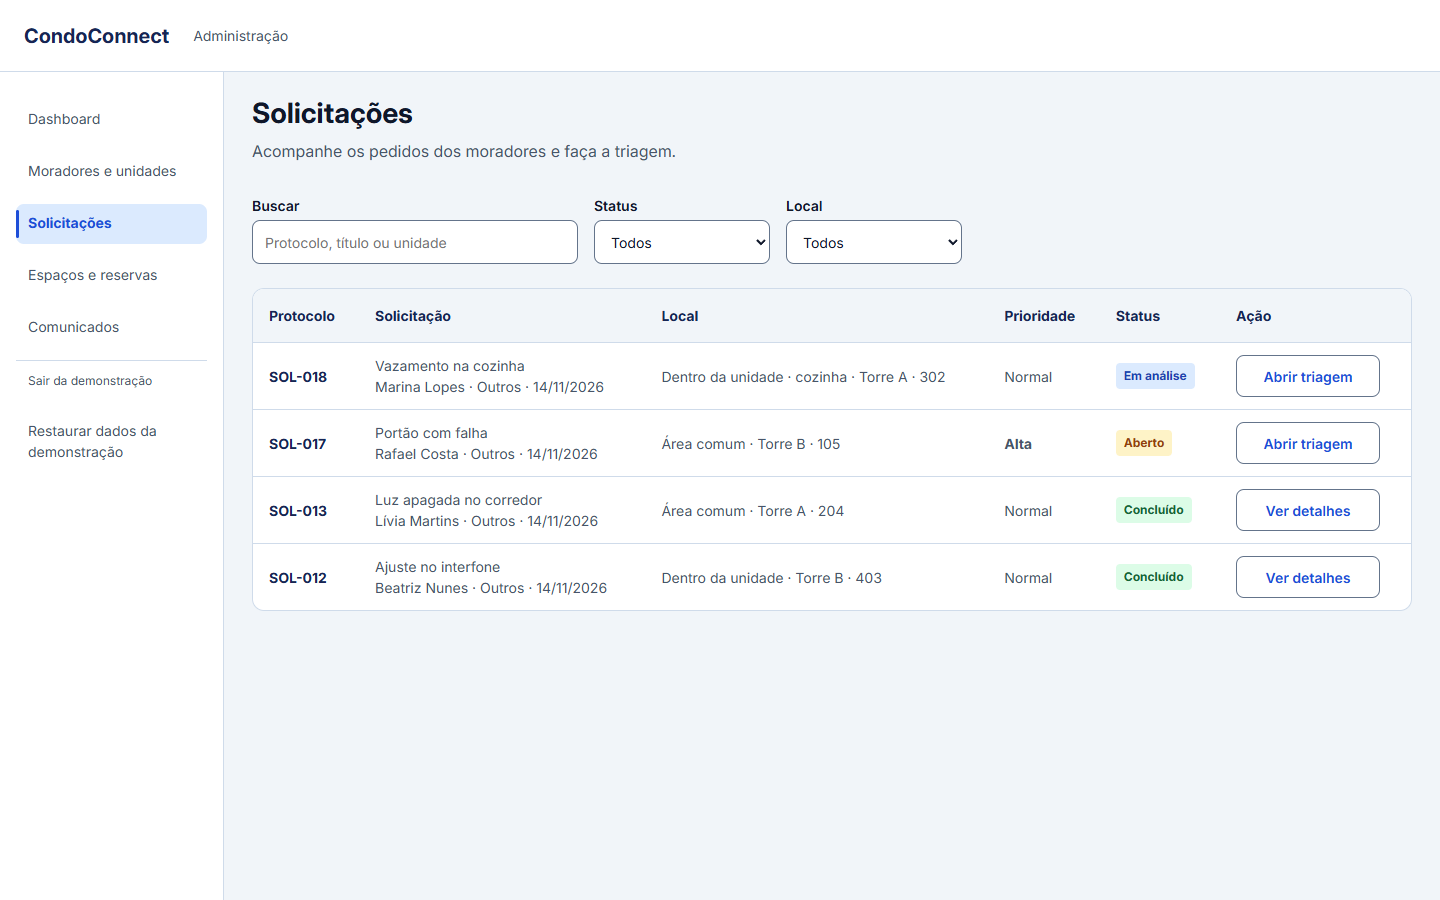 CondoConnect Administração
Dashboard
Moradores e unidades
Solicitações
Espaços e reservas
Comunicados
Sair da demonstração
Restaurar dados da
demonstração
Solicitações
Acompanhe os pedidos dos moradores e faça a triagem.
Buscar Status Local
Protocolo, título ou unidade Todos Todos
Protocolo Solicitação Local Prioridade Status Ação
SOL-018 Vazamento na cozinha
Marina Lopes · Outros · 14/11/2026 Dentro da unidade · cozinha · Torre A · 302 Normal Em análise Abrir triagem
SOL-017 Portão com falha
Rafael Costa · Outros · 14/11/2026 Área comum · Torre B · 105 Alta Aberto Abrir triagem
SOL-013 Luz apagada no corredor
Lívia Martins · Outros · 14/11/2026 Área comum · Torre A · 204 Normal Concluído Ver detalhes
SOL-012 Ajuste no interfone
Beatriz Nunes · Outros · 14/11/2026 Dentro da unidade · Torre B · 403 Normal Concluído Ver detalhes